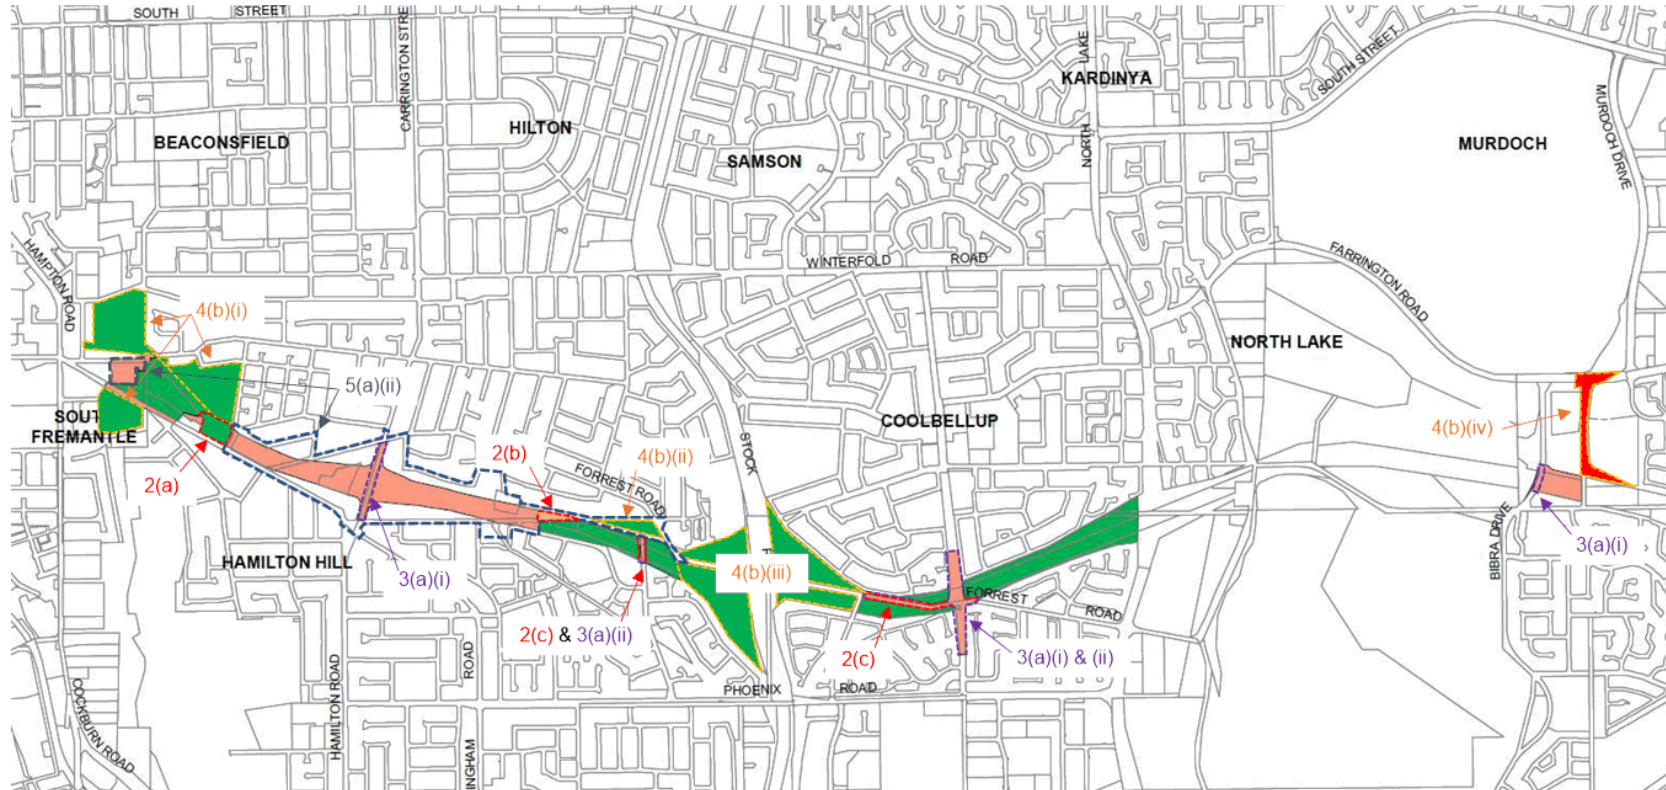 SOUTH STREET
CARRINGTON STRE
NORTH LAKE
KARDINYA
SOUTH STREET
MURDOCH DRIVE
BEACONSFIELD
HILTON
SAMSON
MURDOCH
HAMPTON ROAD
WINTERFOLD ROAD
FARRINGTON ROAD
4(b)(i)
NORTH LAKE
5(a)(ii)
SOUT
FREMANTLE
COOLBELLUP
4(b)(iv)
2(a)
2(b)
4(b)(ii)
FORREST ROAD
STOCK
HAMILTON HILL
3(a)(i)
F
4(b)(iii)
BIBRA DRIVE
3(a)(i)
FORREST ROAD
2(c) & 3(a)(ii)
2(c)
3(a)(i) & (ii)
PHOENIX ROAD
COCKBURN ROAD
HAMILTON ROAD
ROAD
INGHAM